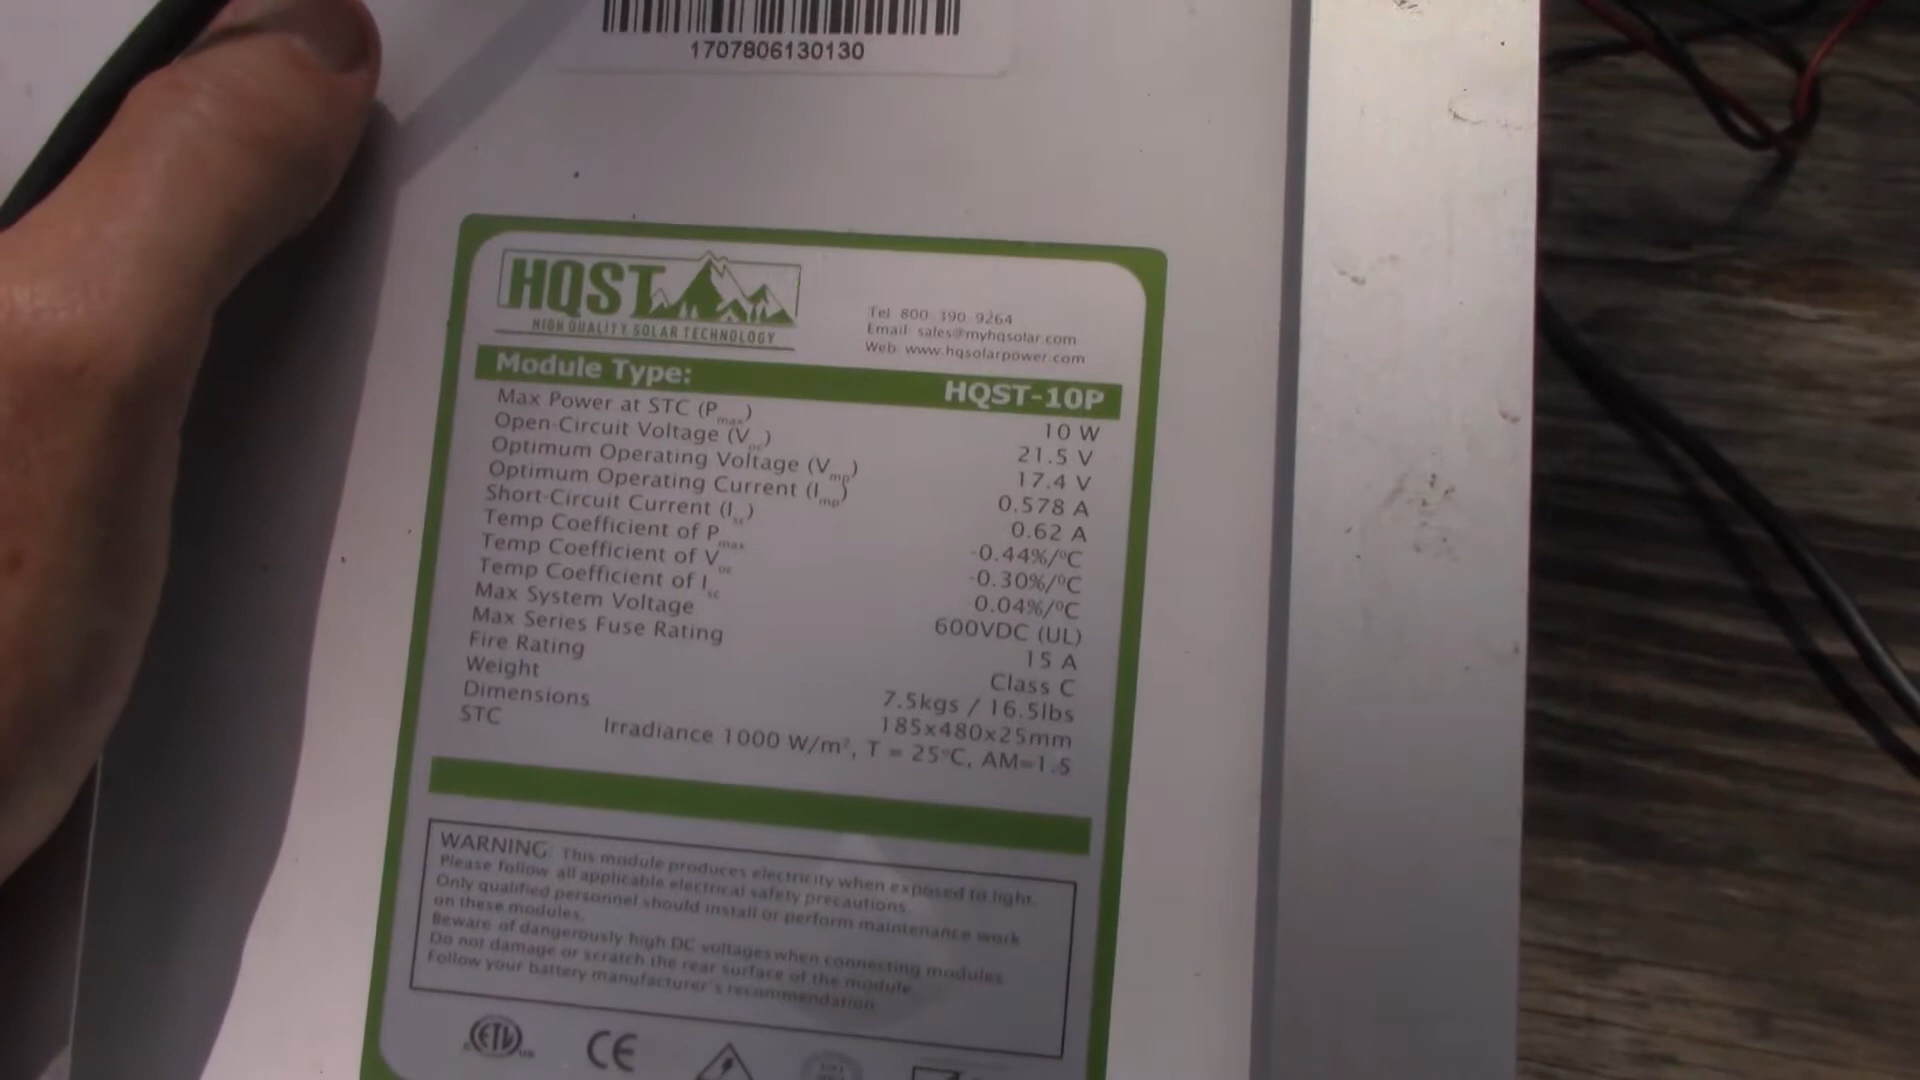 1707806130130
HQST
HIGH QUALITY SOLAR TECHNOLOGY
Tel 800 390 9264
Email: sales@myhqsolar.com
Web: www.hqsolarpower.com
Module Type: HQST-10P
Max Power at STC (Pmax) 10 W
Open-Circuit Voltage (Voc) 21.5 V
Optimum Operating Voltage (Vmp) 17.4 V
Optimum Operating Current (Imp) 0.578 A
Short-Circuit Current (Isc) 0.62 A
Temp Coefficient of Pmax -0.44%/ºC
Temp Coefficient of Voc -0.30%/ºC
Temp Coefficient of Isc 0.04%/ºC
Max System Voltage 600VDC (UL)
Max Series Fuse Rating 15 A
Fire Rating Class C
Weight 7.5kgs / 16.5lbs
Dimensions 185x480x25mm
STC Irradiance 1000 W/m², T = 25ºC, AM=1.5
WARNING: This module produces electricity when exposed to light.
Please follow all applicable electrical safety precautions.
Only qualified personnel should install or perform maintenance work
on these modules.
Beware of dangerously high DC voltages when connecting modules.
Do not damage or scratch the rear surface of the module.
Follow your battery manufacturer's recommendation
ETL CE